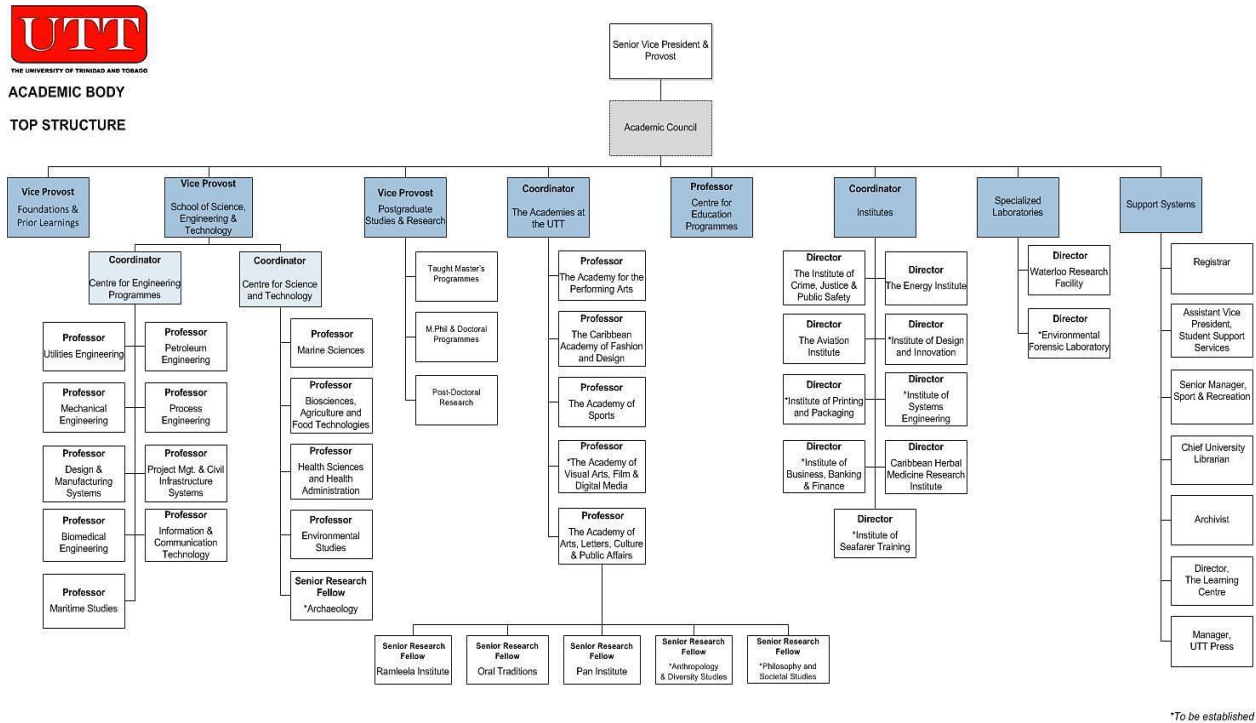 UTT
THE UNIVERSITY OF TRINIDAD AND TOBAGO
ACADEMIC BODY
TOP STRUCTURE
Senior Vice President &
Provost
Academic Council
Vice Provost
Foundations &
Prior Learnings
Vice Provost
School of Science,
Engineering &
Technology
Vice Provost
Postgraduate
Studies & Research
Coordinator
The Academies at
the UTT
Professor
Centre for
Education
Programmes
Coordinator
Institutes
Specialized
Laboratories
Support Systems
Coordinator
Centre for Engineering
Programmes
Coordinator
Centre for Science
and Technology
Professor
Utilities Engineering
Professor
Petroleum
Engineering
Professor
Mechanical
Engineering
Professor
Process
Engineering
Professor
Design &
Manufacturing
Systems
Professor
Project Mgt. & Civil
Infrastructure
Systems
Professor
Biomedical
Engineering
Professor
Information &
Communication
Technology
Professor
Maritime Studies
Professor
Marine Sciences
Professor
Biosciences,
Agriculture and
Food Technologies
Professor
Health Sciences
and Health
Administration
Professor
Environmental
Studies
Senior Research
Fellow
*Archaeology
Taught Master's
Programmes
M.Phil & Doctoral
Programmes
Post-Doctoral
Research
Professor
The Academy for the
Performing Arts
Professor
The Caribbean
Academy of Fashion
and Design
Professor
The Academy of
Sports
Professor
*The Academy of
Visual Arts, Film &
Digital Media
Professor
The Academy of
Arts, Letters, Culture
& Public Affairs
Senior Research
Fellow
Ramleela Institute
Senior Research
Fellow
Oral Traditions
Senior Research
Fellow
Pan Institute
Senior Research
Fellow
*Anthropology
& Diversity Studies
Senior Research
Fellow
*Philosophy and
Societal Studies
Director
The Institute of
Crime, Justice &
Public Safety
Director
The Energy Institute
Director
The Aviation
Institute
Director
*Institute of Design
and Innovation
Director
*Institute of Printing
and Packaging
Director
*Institute of
Systems
Engineering
Director
*Institute of
Business, Banking
& Finance
Director
Caribbean Herbal
Medicine Research
Institute
Director
*Institute of
Seafarer Training
Director
Waterloo Research
Facility
Director
*Environmental
Forensic Laboratory
Registrar
Assistant Vice
President,
Student Support
Services
Senior Manager,
Sport & Recreation
Chief University
Librarian
Archivist
Director,
The Learning
Centre
Manager,
UTT Press
*To be established